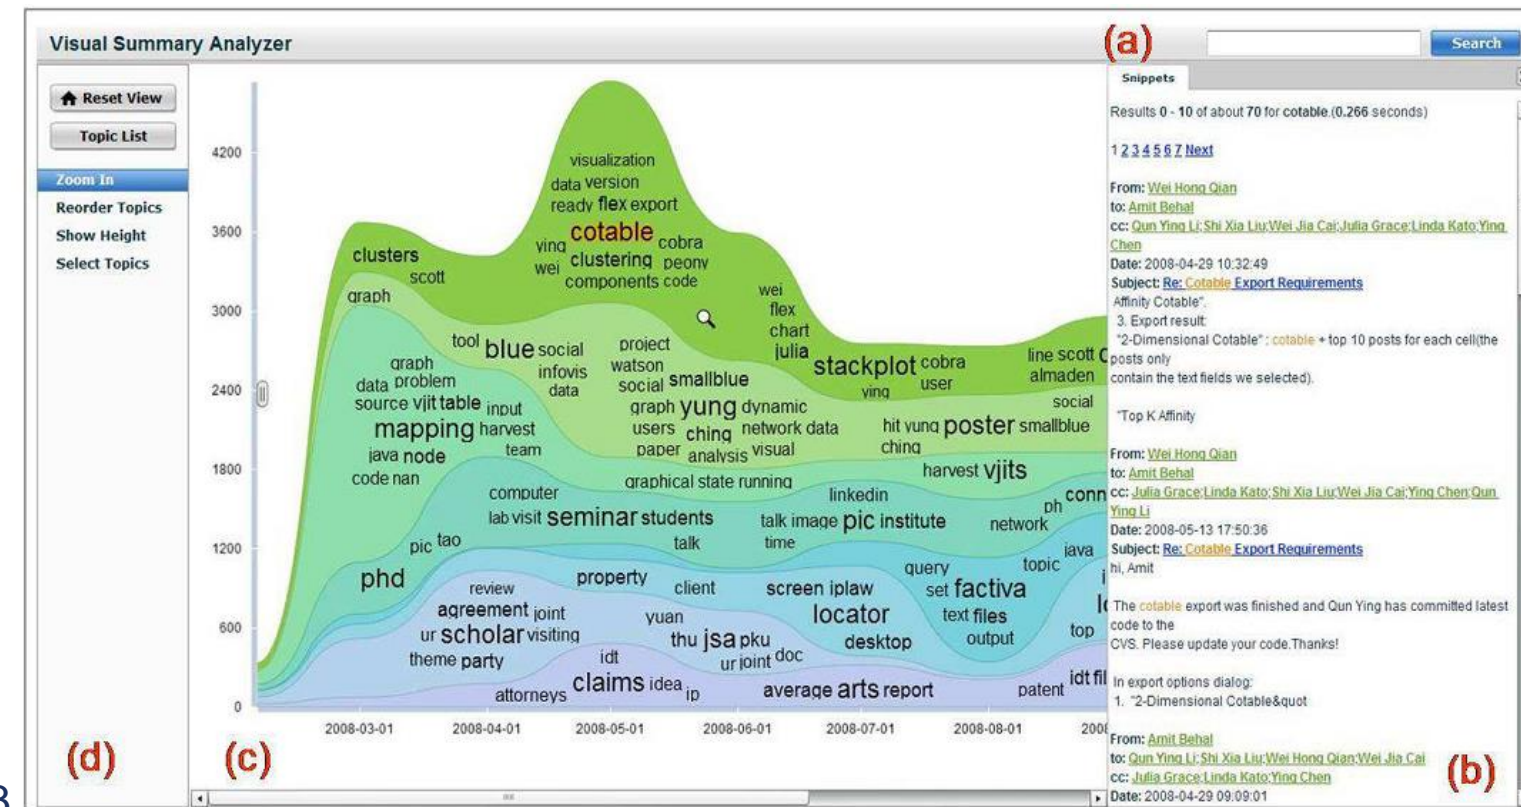 Visual Summary Analyzer
(a)
Search
Reset View
Topic List
Zoom In
Reorder Topics
Show Height
Select Topics
(d)
4200
3600
3000
2400
1800
1200
600
0
visualization
data version
ready flex export
cotable
ying cobra
wei clustering peony
components code
clusters
scott
graph
wei
flex
chart
julia
stackplot cobra
user
ying
line scott
almaden
tool blue social
infovis
data
project
watson
social smallblue
graph yung dynamic
users ching network data
paper analysis visual
hit yung poster smallblue
ching
social
graph
data problem
source vjit table input
mapping harvest
team
java node
code nan
graphical state running
harvest vjits
computer
lab visit seminar students
talk
linkedin
talk image pic institute
time
ph conn
network
pic tao
phd
java
query
topic
set factiva
text files
output
property
client
screen iplaw
locator
desktop
top
review
agreement joint
ur scholar visiting
theme party
yuan
thu jsa pku
ur joint doc
idt
attorneys claims idea ip
average arts report
patent idt fil
2008-03-01 2008-04-01 2008-05-01 2008-06-01 2008-07-01 2008-08-01 200
(c)
Snippets
Results 0 - 10 of about 70 for cotable.(0.266 seconds)
1 2 3 4 5 6 7 Next
From: Wei Hong Qian
to: Amit Behal
cc: Qun Ying Li;Shi Xia Liu;Wei Jia Cai;Julia Grace;Linda Kato;Ying
Chen
Date: 2008-04-29 10:32:49
Subject: Re: Cotable Export Requirements
Affinity Cotable".
3. Export result:
"2-Dimensional Cotable" : cotable + top 10 posts for each cell(the
posts only
contain the text fields we selected).
"Top K Affinity
From: Wei Hong Qian
to: Amit Behal
cc: Julia Grace;Linda Kato;Shi Xia Liu;Wei Jia Cai;Ying Chen;Qun
Ying Li
Date: 2008-05-13 17:50:36
Subject: Re: Cotable Export Requirements
hi, Amit
The cotable export was finished and Qun Ying has committed latest
code to the
CVS. Please update your code.Thanks!
In export options dialog:
1. "2-Dimensional Cotable&quot
From: Amit Behal
to: Qun Ying Li;Shi Xia Liu;Wei Hong Qian;Wei Jia Cai
cc: Julia Grace;Linda Kato;Ying Chen
Date: 2008-04-29 09:09:01
(b)